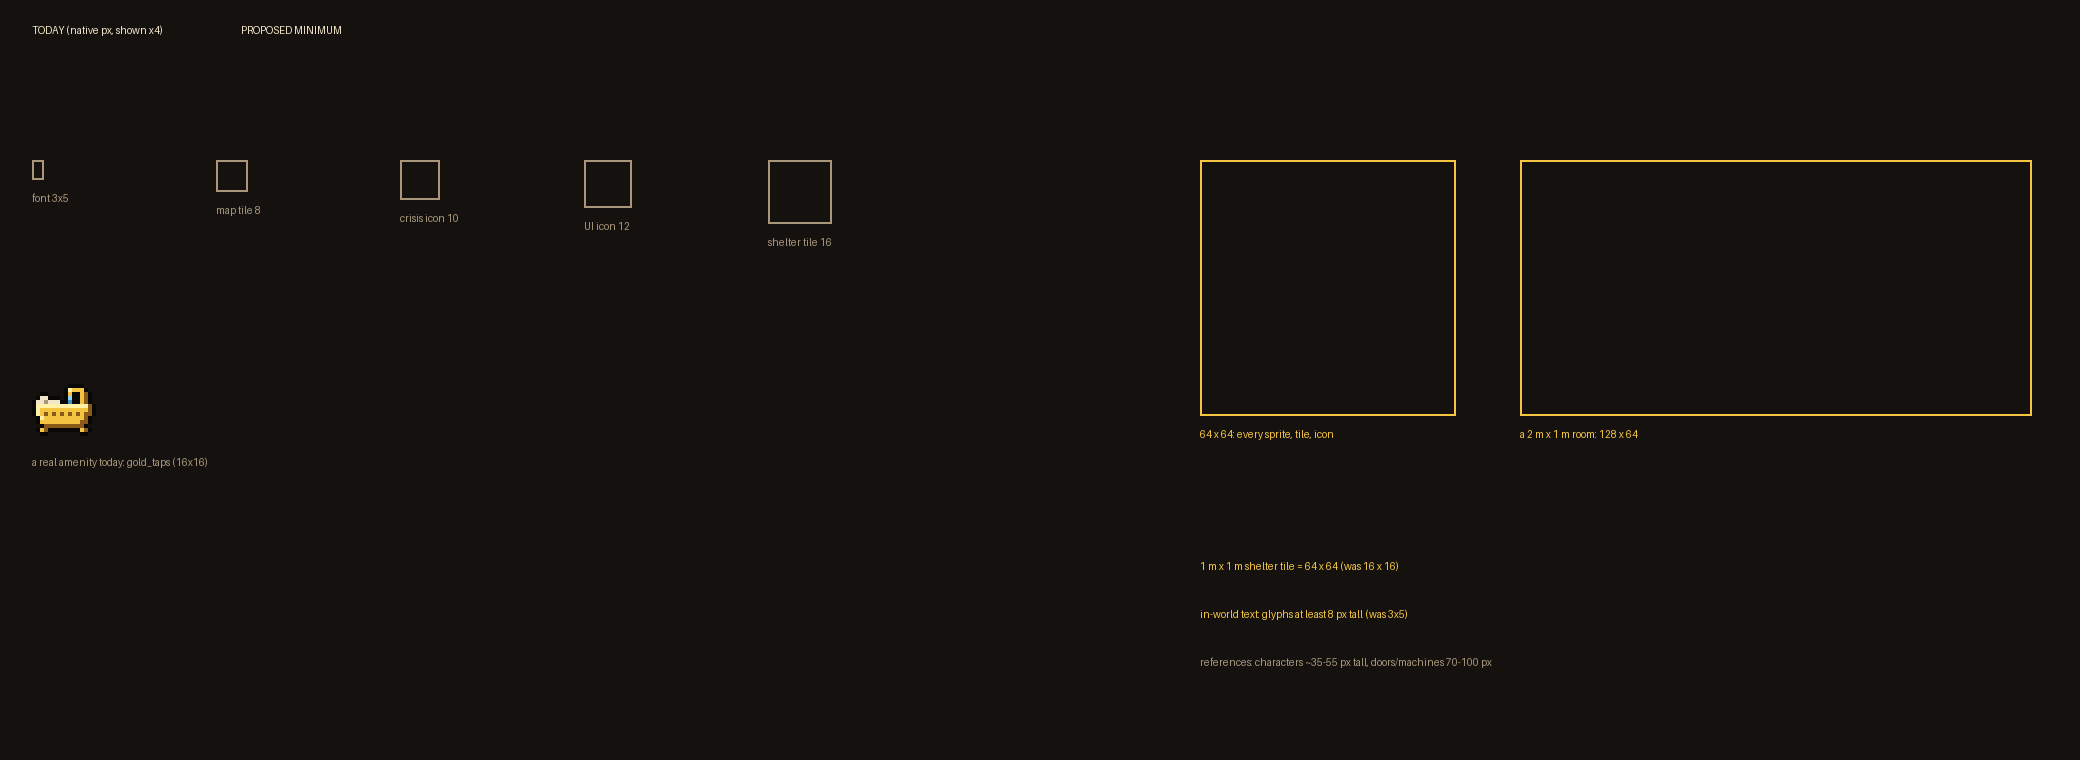 TODAY (native px, shown x4)
PROPOSED MINIMUM
font 3x5
map tile 8
crisis icon 10
UI icon 12
shelter tile 16
64 x 64: every sprite, tile, icon
a 2 m x 1 m room: 128 x 64
a real amenity today: gold_taps (16x16)
1 m x 1 m shelter tile = 64 x 64 (was 16 x 16)
in-world text: glyphs at least 8 px tall (was 3x5)
references: characters ~35-55 px tall, doors/machines 70-100 px